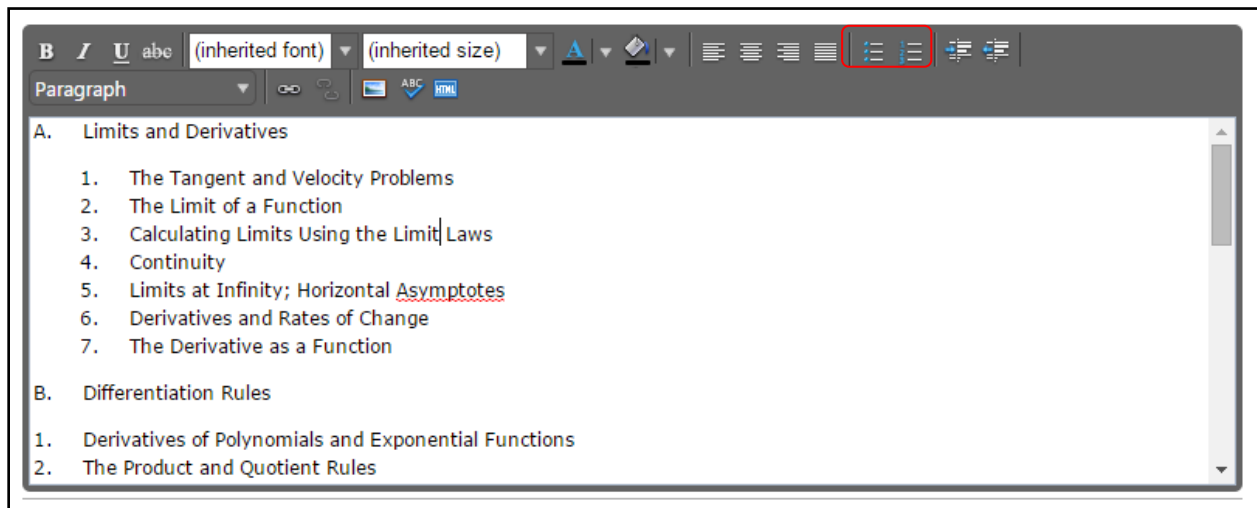 B I U abc (inherited font) (inherited size) A
Paragraph ABC HTML
A. Limits and Derivatives
1. The Tangent and Velocity Problems
2. The Limit of a Function
3. Calculating Limits Using the Limit Laws
4. Continuity
5. Limits at Infinity; Horizontal Asymptotes
6. Derivatives and Rates of Change
7. The Derivative as a Function
B. Differentiation Rules
1. Derivatives of Polynomials and Exponential Functions
2. The Product and Quotient Rules